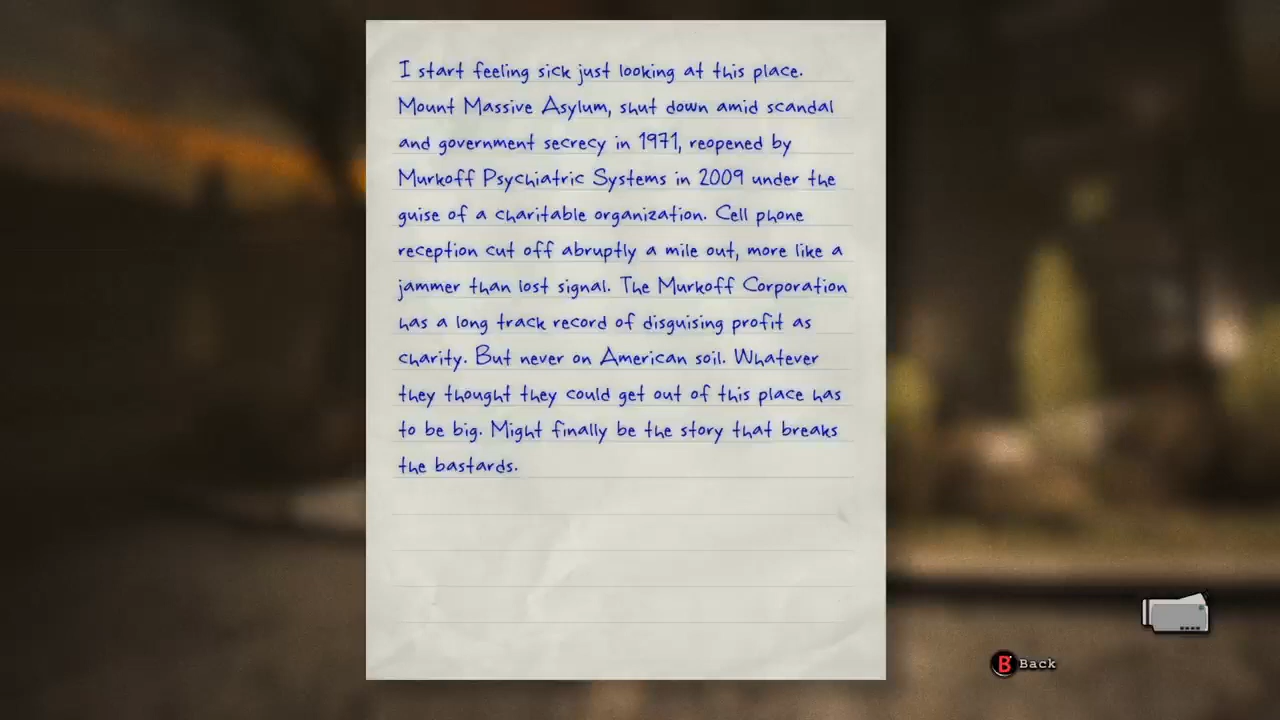 I start feeling sick just looking at this place.
Mount Massive Asylum, shut down amid scandal
and government secrecy in 1971, reopened by
Murkoff Psychiatric Systems in 2009 under the
guise of a charitable organization. Cell phone
reception cut off abruptly a mile out, more like a
jammer than lost signal. The Murkoff Corporation
has a long track record of disguising profit as
charity. But never on American soil. Whatever
they thought they could get out of this place has
to be big. Might finally be the story that breaks
the bastards.
B Back